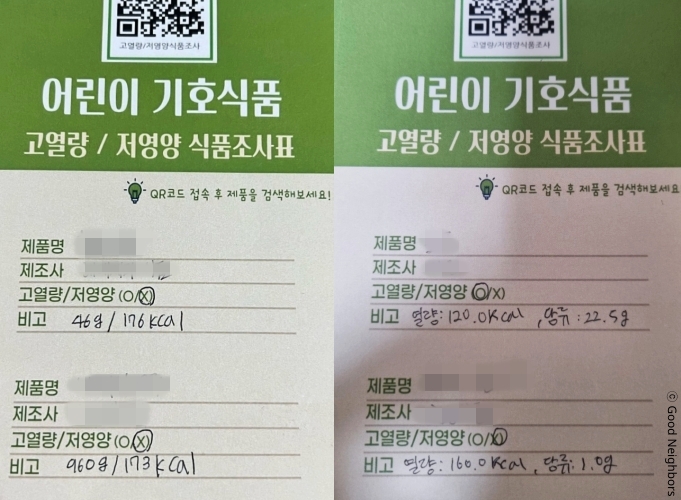 고열량/저영양식품조사
어린이 기호식품
고열량 / 저영양 식품조사표
QR코드 접속 후 제품을 검색해보세요!
제품명
제조사
고열량/저영양 (O/X)
비고 46g/176kcal
제품명
제조사
고열량/저영양 (O/X)
비고 960g/173kcal
고열량/저영양식품조사
어린이 기호식품
고열량 / 저영양 식품조사표
QR코드 접속 후 제품을 검색해보세요!
제품명
제조사
고열량/저영양 (O/X)
비고 열량:120.0kcal, 당류:22.5g
제품명
제조사
고열량/저영양 (O/X)
비고 열량:160.0kcal, 당류:1.0g
© Good Neighbors